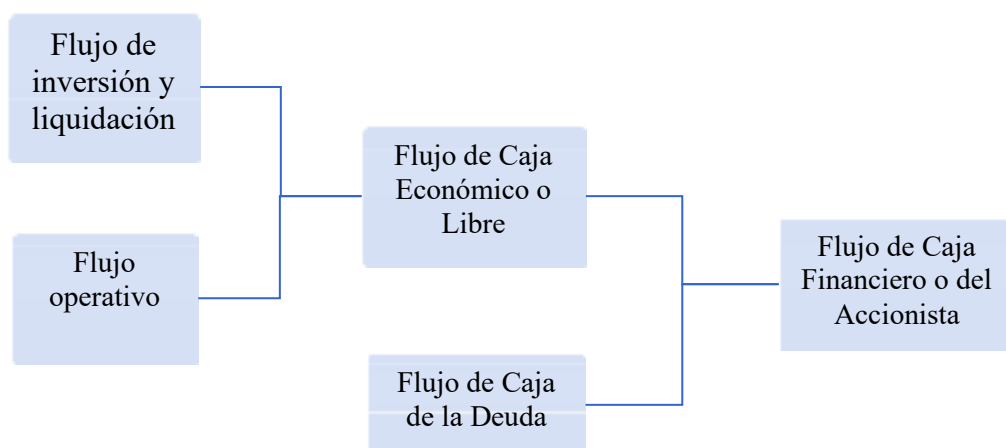 Flujo de
inversión y
liquidación
Flujo
operativo
Flujo de Caja
Económico o
Libre
Flujo de Caja
de la Deuda
Flujo de Caja
Financiero o del
Accionista